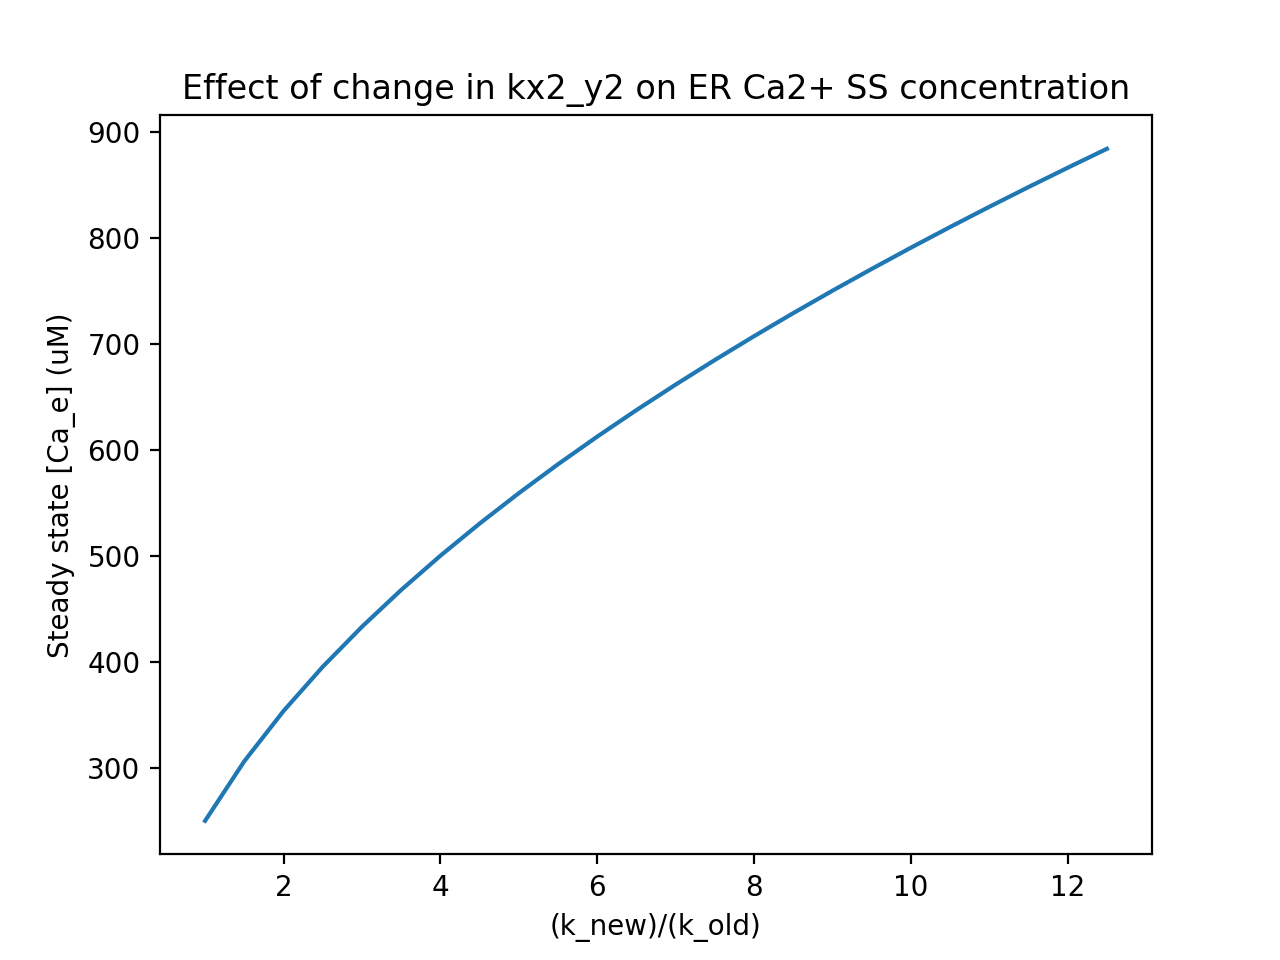 Effect of change in kx2_y2 on ER Ca2+ SS concentration
900
800
700
600
500
400
300
Steady state [Ca_e] (uM)
2 4 6 8 10 12
(k_new)/(k_old)